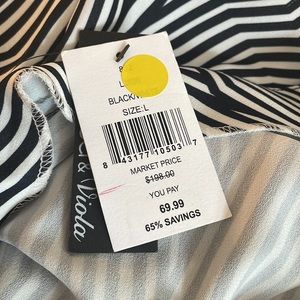 BLACK/
SIZE:L
8 43177 10503 7
MARKET PRICE
$198.00
YOU PAY
69.99
65% SAVINGS
& Viola